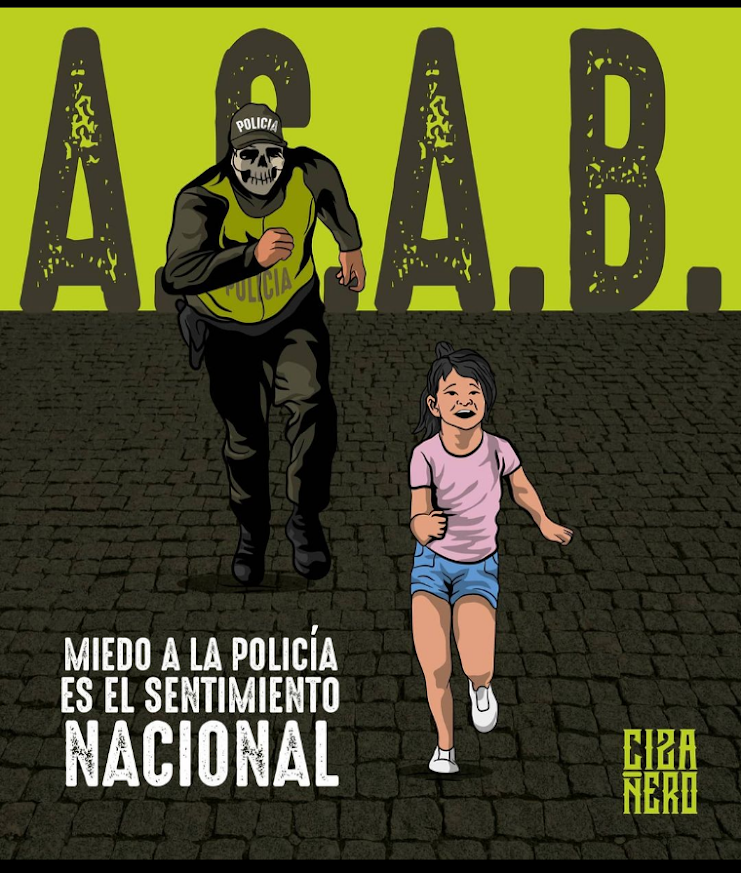 A.C.A.B.
POLICIA
POLICIA
MIEDO A LA POLICÍA
ES EL SENTIMIENTO
NACIONAL
CIZA
ÑERO